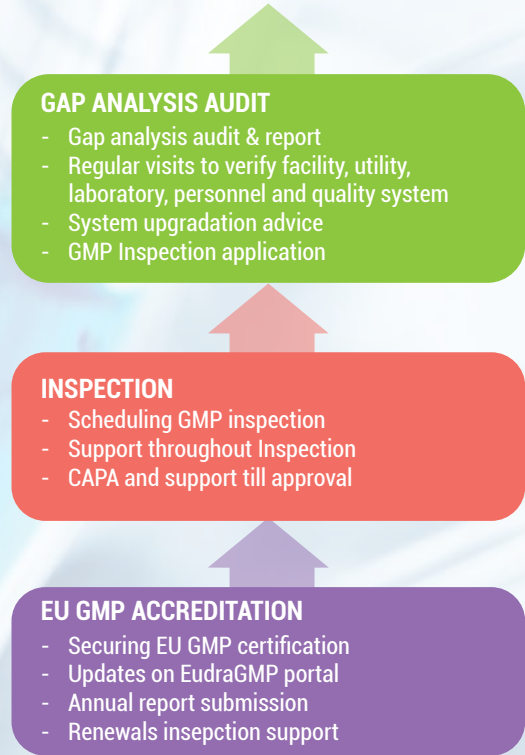 GAP ANALYSIS AUDIT
- Gap analysis audit & report
- Regular visits to verify facility, utility,
laboratory, personnel and quality system
- System upgradation advice
- GMP Inspection application
INSPECTION
- Scheduling GMP inspection
- Support throughout Inspection
- CAPA and support till approval
EU GMP ACCREDITATION
- Securing EU GMP certification
- Updates on EudraGMP portal
- Annual report submission
- Renewals insepction support